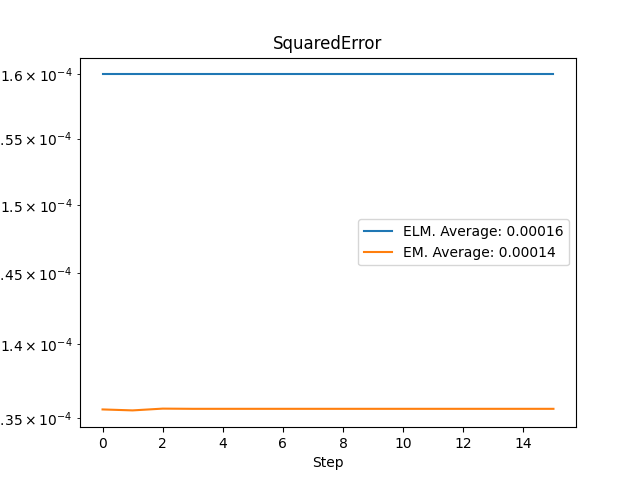 SquaredError
1.6 × 10⁻⁴
.55 × 10⁻⁴
1.5 × 10⁻⁴
.45 × 10⁻⁴
1.4 × 10⁻⁴
.35 × 10⁻⁴
ELM. Average: 0.00016
EM. Average: 0.00014
0 2 4 6 8 10 12 14
Step